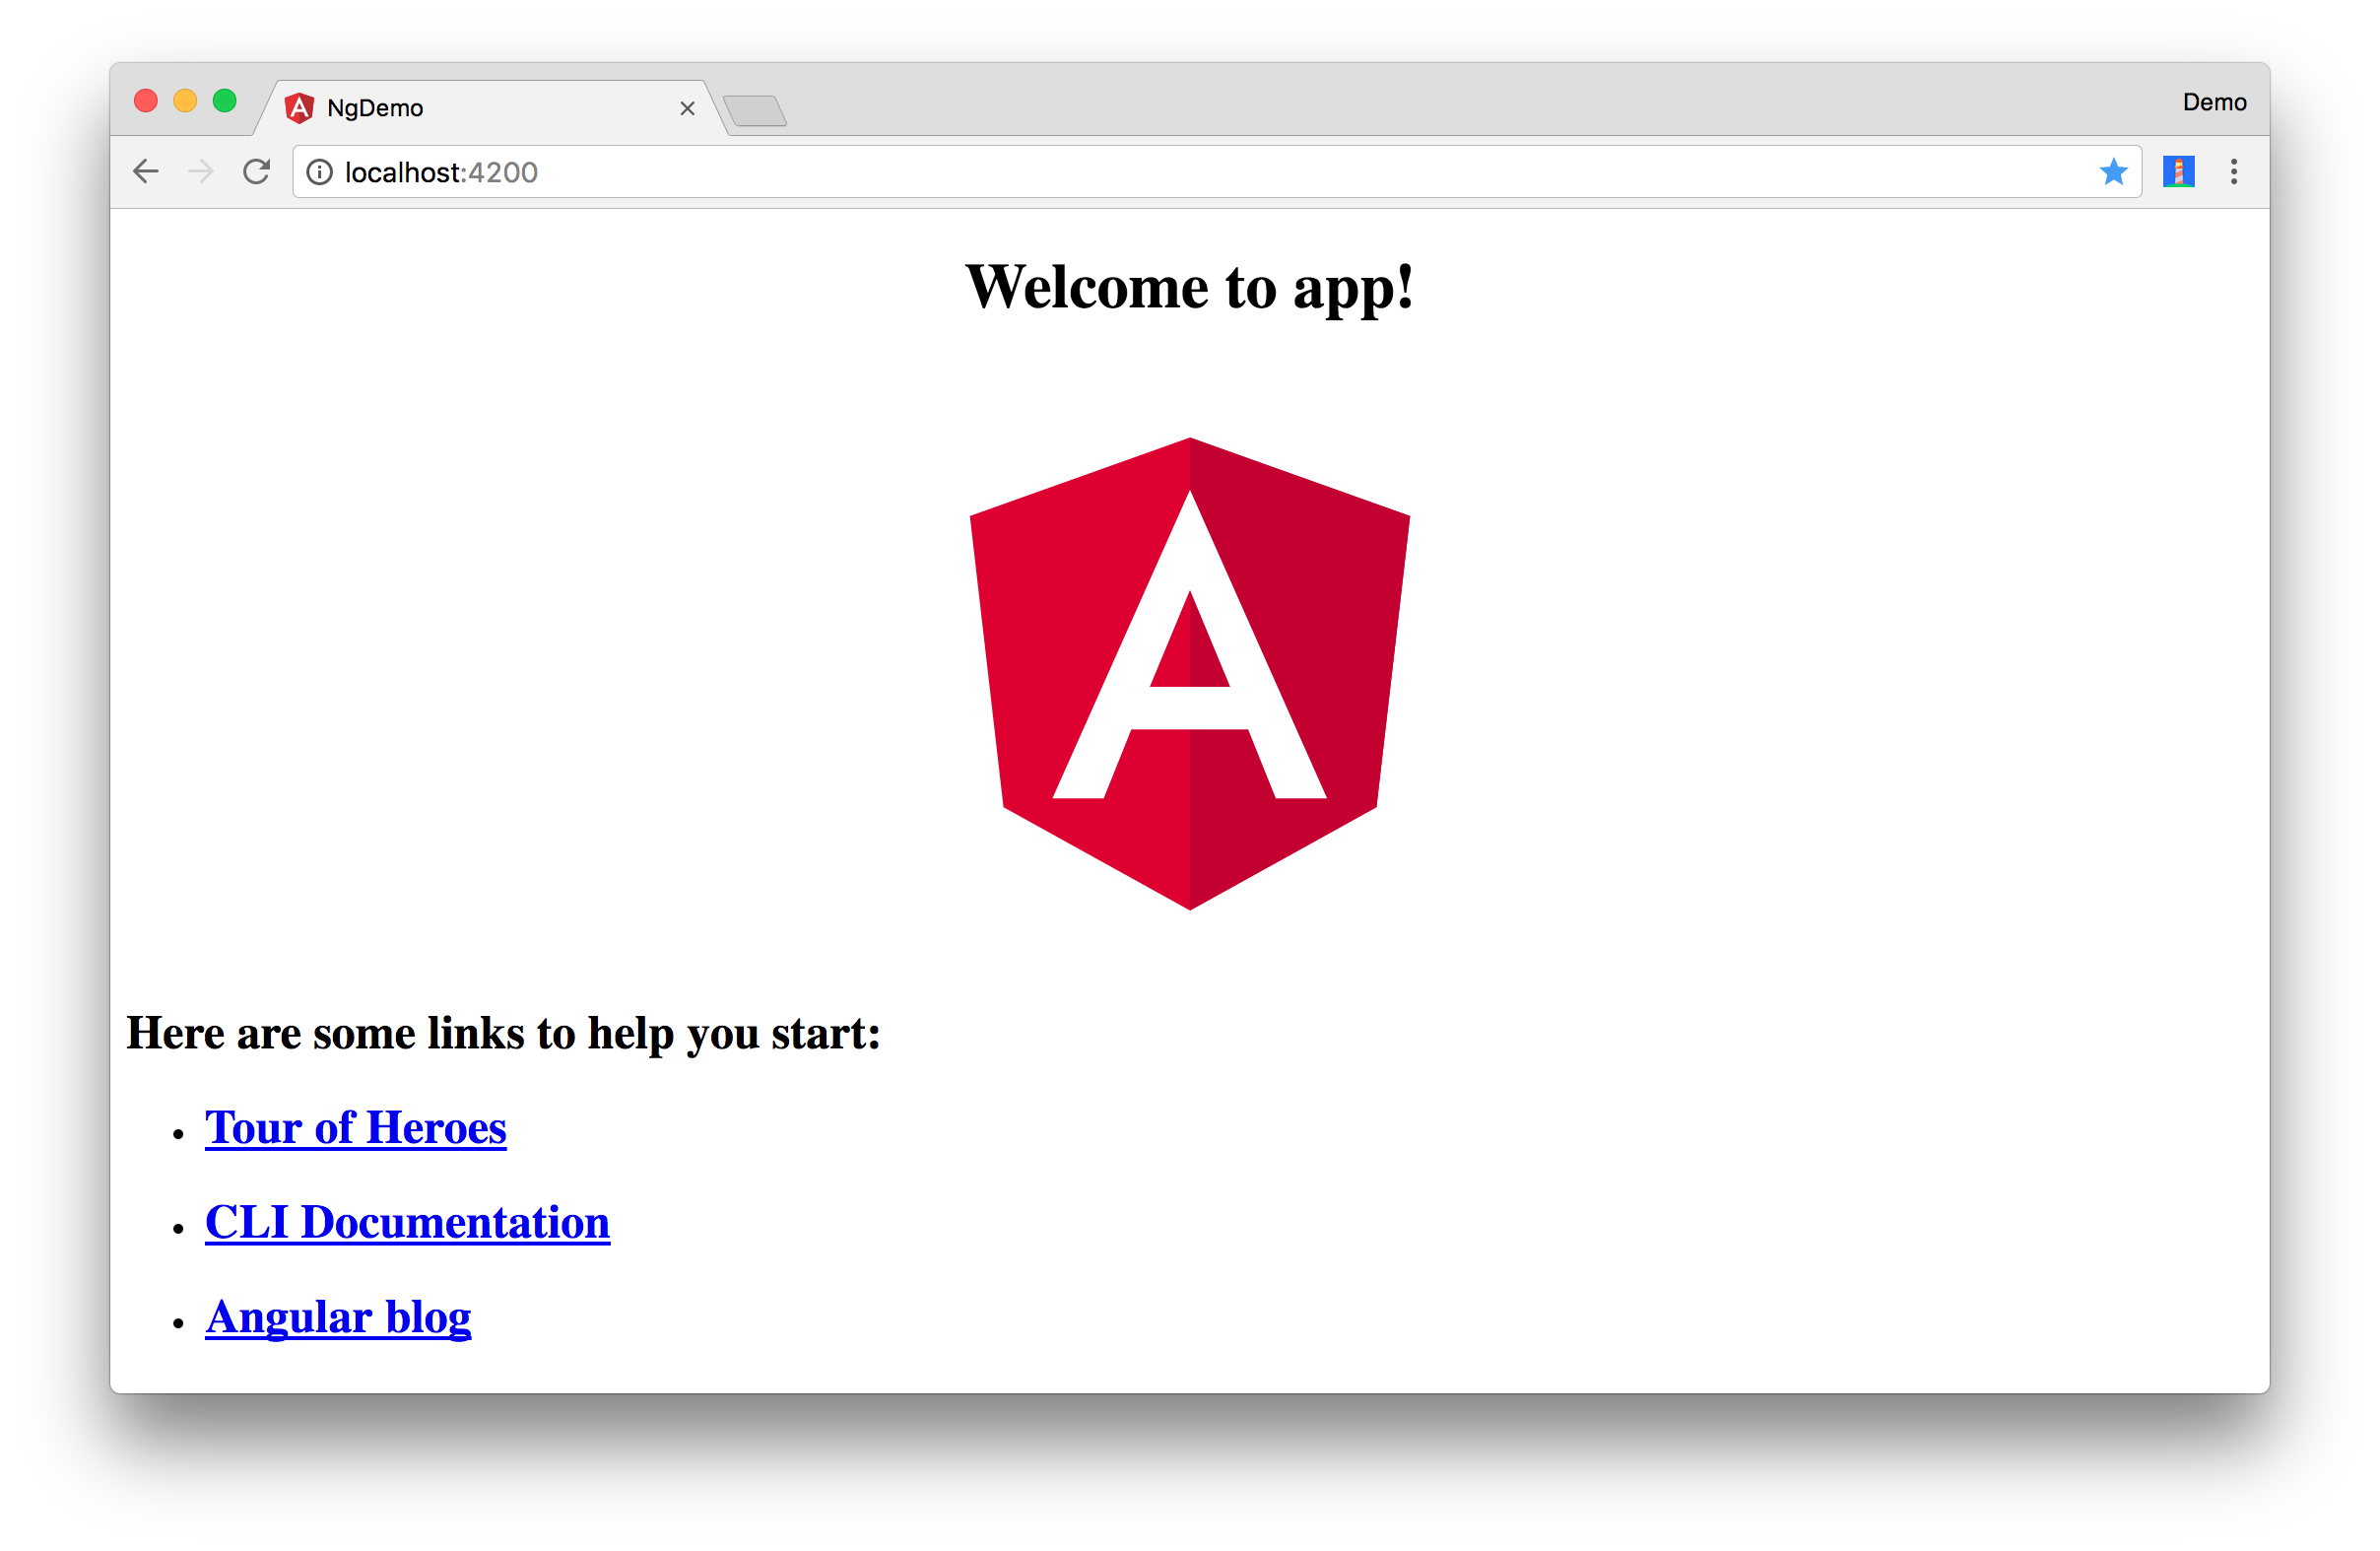 NgDemo
Demo
localhost:4200
Welcome to app!
A
Here are some links to help you start:
Tour of Heroes
CLI Documentation
Angular blog